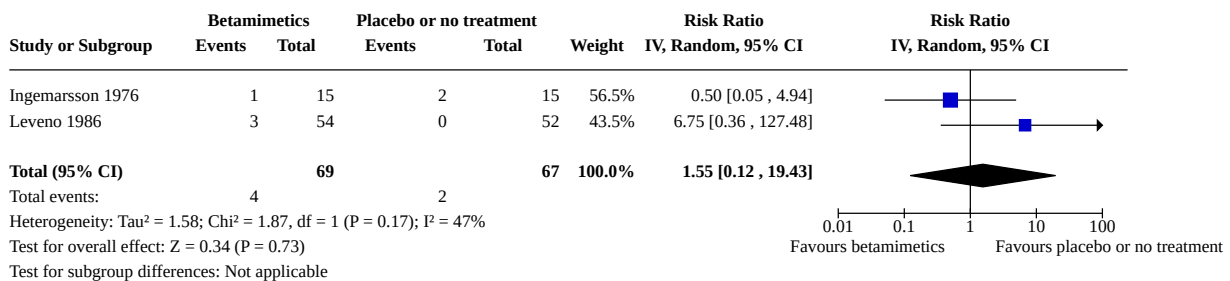 Betamimetics Placebo or no treatment Risk Ratio Risk Ratio
Study or Subgroup Events Total Events Total Weight IV, Random, 95% CI IV, Random, 95% CI
Ingemarsson 1976 1 15 2 15 56.5% 0.50 [0.05 , 4.94]
Leveno 1986 3 54 0 52 43.5% 6.75 [0.36 , 127.48]
Total (95% CI) 69 67 100.0% 1.55 [0.12 , 19.43]
Total events: 4 2
Heterogeneity: Tau² = 1.58; Chi² = 1.87, df = 1 (P = 0.17); I² = 47%
0.01 0.1 1 10 100
Test for overall effect: Z = 0.34 (P = 0.73)
Favours betamimetics Favours placebo or no treatment
Test for subgroup differences: Not applicable